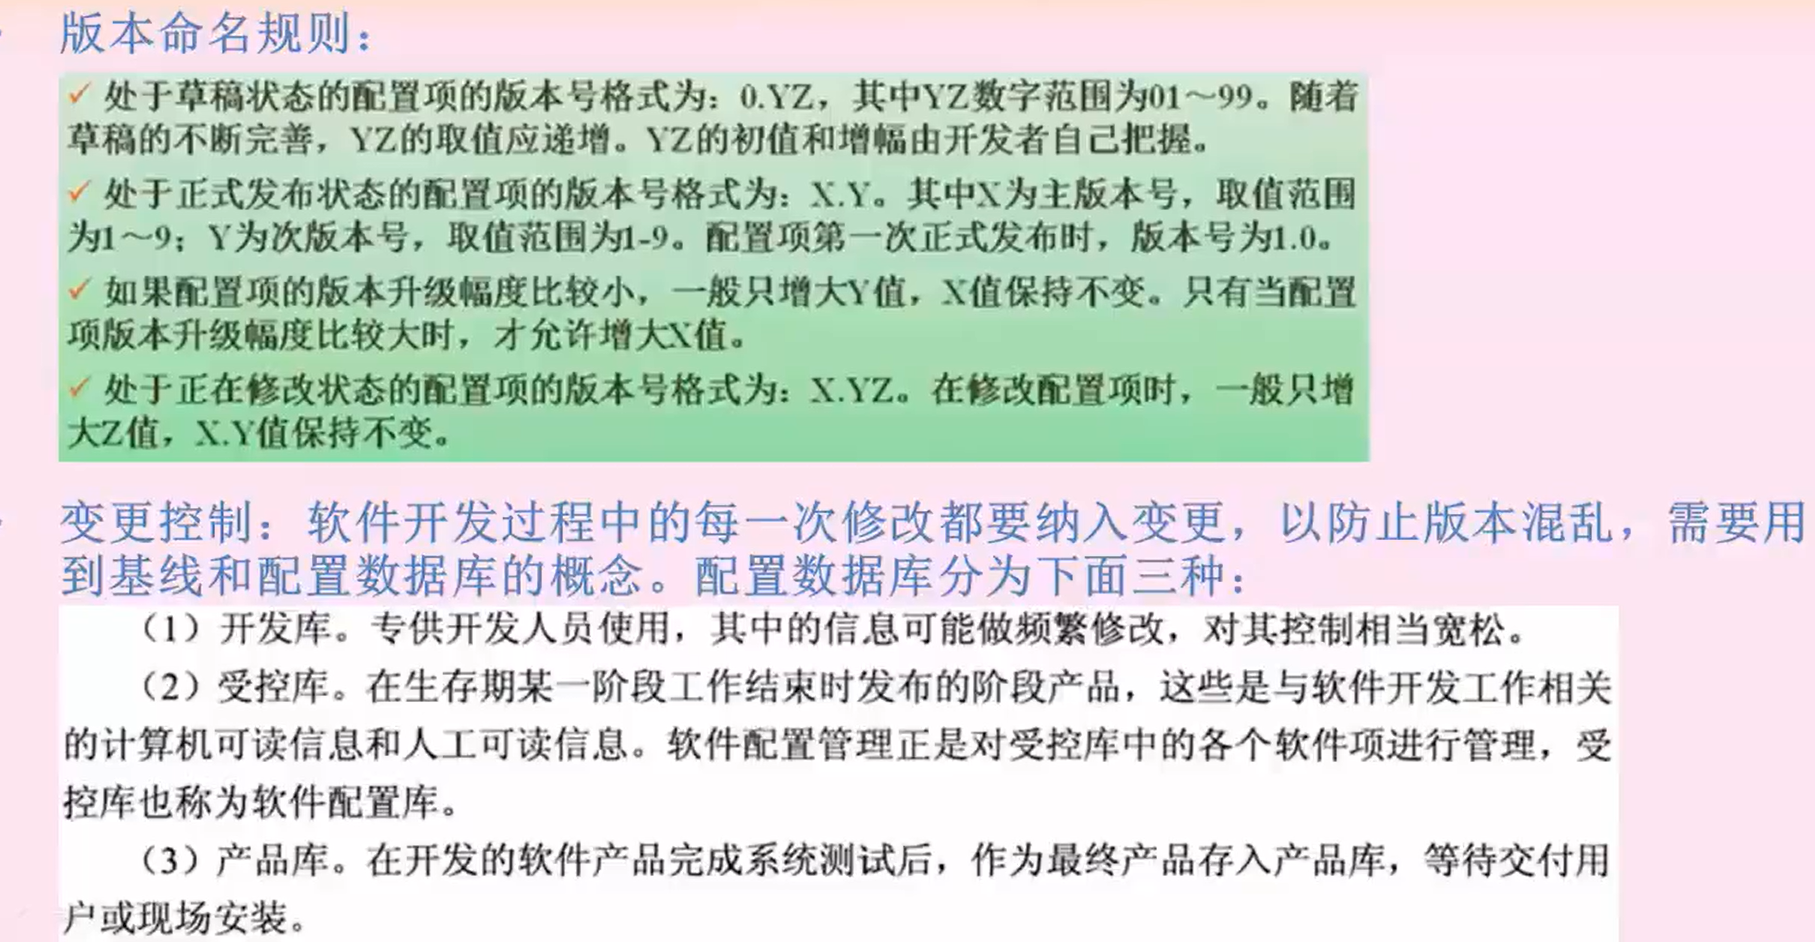 版本命名规则：
✓ 处于草稿状态的配置项的版本号格式为：0.YZ，其中YZ数字范围为01～99。随着
草稿的不断完善，YZ的取值应递增。YZ的初值和增幅由开发者自己把握。
✓ 处于正式发布状态的配置项的版本号格式为：X.Y。其中X为主版本号，取值范围
为1～9；Y为次版本号，取值范围为1-9。配置项第一次正式发布时，版本号为1.0。
✓ 如果配置项的版本升级幅度比较小，一般只增大Y值，X值保持不变。只有当配置
项版本升级幅度比较大时，才允许增大X值。
✓ 处于正在修改状态的配置项的版本号格式为：X.YZ。在修改配置项时，一般只增
大Z值，X.Y值保持不变。
变更控制：软件开发过程中的每一次修改都要纳入变更，以防止版本混乱，需要用
到基线和配置数据库的概念。配置数据库分为下面三种：
（1）开发库。专供开发人员使用，其中的信息可能做频繁修改，对其控制相当宽松。
（2）受控库。在生存期某一阶段工作结束时发布的阶段产品，这些是与软件开发工作相关
的计算机可读信息和人工可读信息。软件配置管理正是对受控库中的各个软件项进行管理，受
控库也称为软件配置库。
（3）产品库。在开发的软件产品完成系统测试后，作为最终产品存入产品库，等待交付用
户或现场安装。